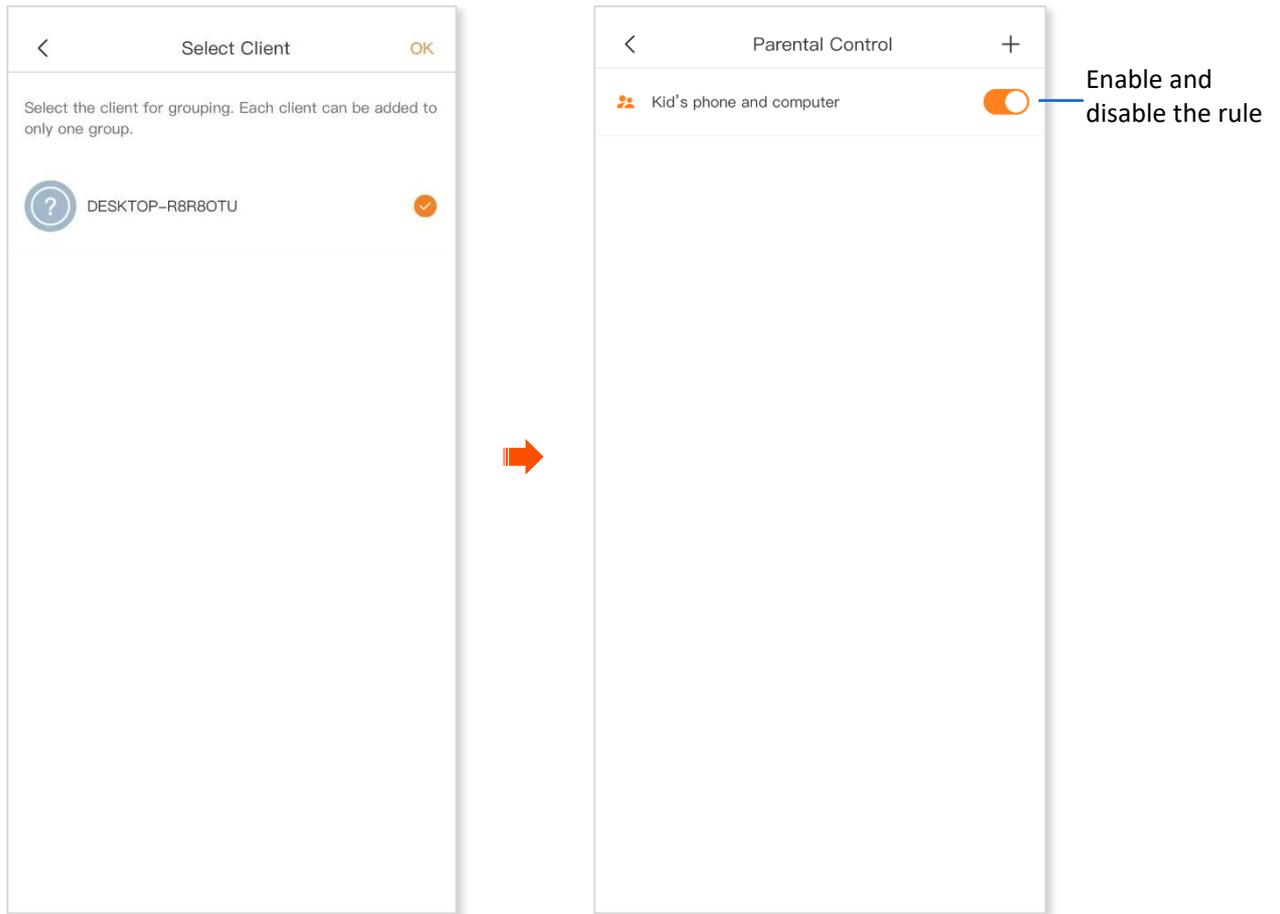 Select Client
OK
Select the client for grouping. Each client can be added to
only one group.
?
DESKTOP-R8R8OTU
Parental Control
Kid's phone and computer
Enable and
disable the rule